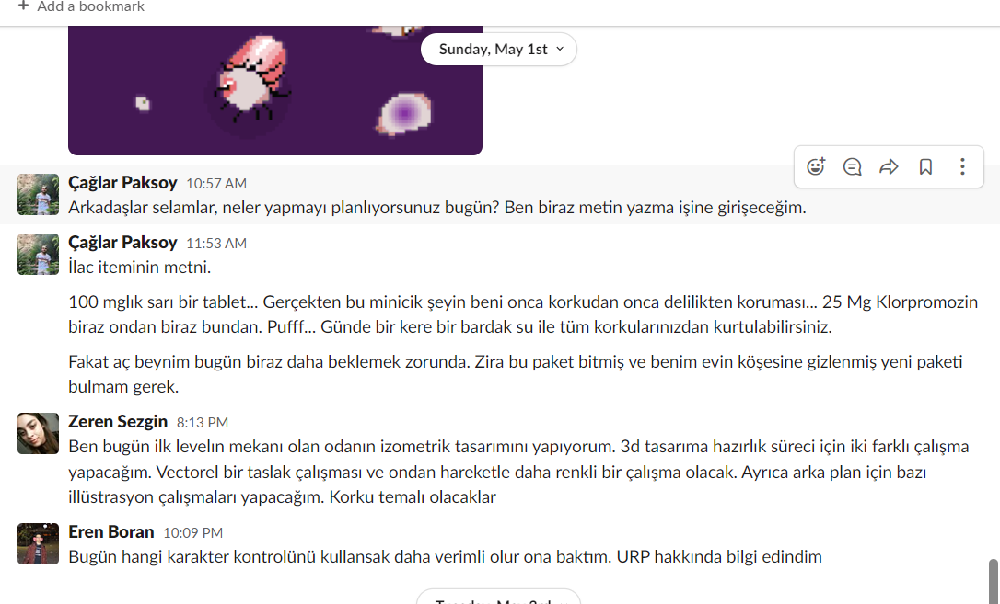 + Add a bookmark
Sunday, May 1st
Çağlar Paksoy 10:57 AM
Arkadaşlar selamlar, neler yapmayı planlıyorsunuz bugün? Ben biraz metin yazma işine girişeceğim.
Çağlar Paksoy 11:53 AM
İlac iteminin metni.
100 mglık sarı bir tablet... Gerçekten bu minicik şeyin beni onca korkudan onca delilikten koruması... 25 Mg Klorpromozin
biraz ondan biraz bundan. Pufff... Günde bir kere bir bardak su ile tüm korkularınızdan kurtulabilirsiniz.
Fakat aç beynim bugün biraz daha beklemek zorunda. Zira bu paket bitmiş ve benim evin köşesine gizlenmiş yeni paketi
bulmam gerek.
Zeren Sezgin 8:13 PM
Ben bugün ilk levelın mekanı olan odanın izometrik tasarımını yapıyorum. 3d tasarıma hazırlık süreci için iki farklı çalışma
yapacağım. Vectorel bir taslak çalışması ve ondan hareketle daha renkli bir çalışma olacak. Ayrıca arka plan için bazı
illüstrasyon çalışmaları yapacağım. Korku temalı olacaklar
Eren Boran 10:09 PM
Bugün hangi karakter kontrolünü kullansak daha verimli olur ona baktım. URP hakkında bilgi edindim
Tuesday, May 3rd